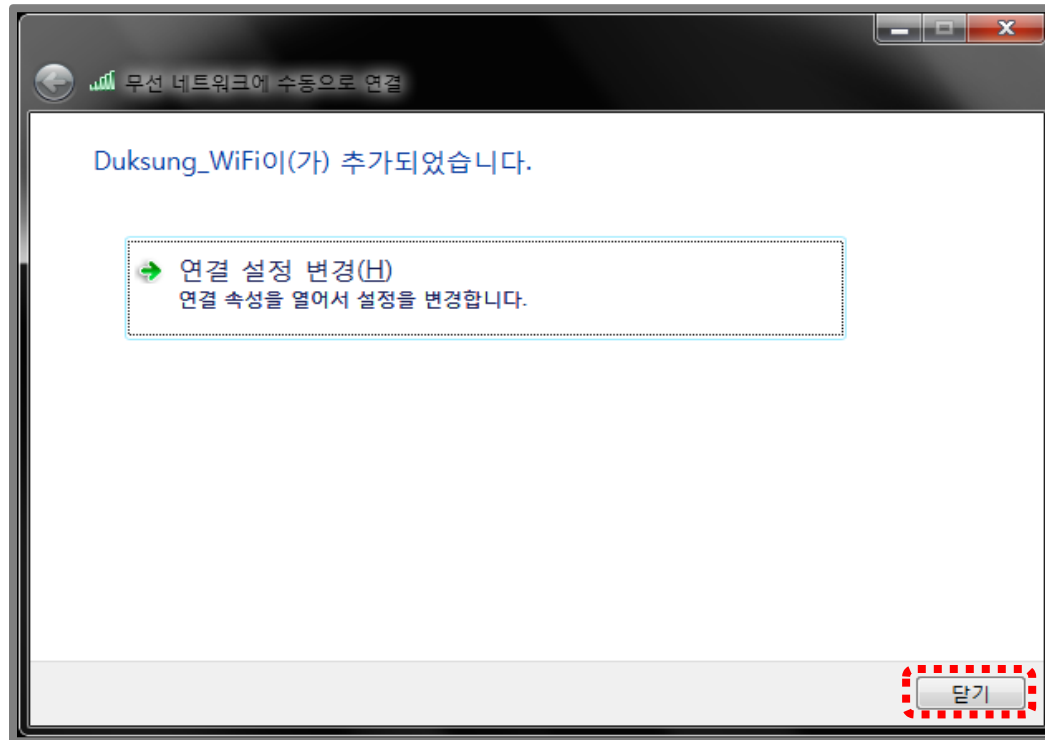 무선 네트워크에 수동으로 연결
Duksung_WiFi이(가) 추가되었습니다.
연결 설정 변경(H)
연결 속성을 열어서 설정을 변경합니다.
닫기